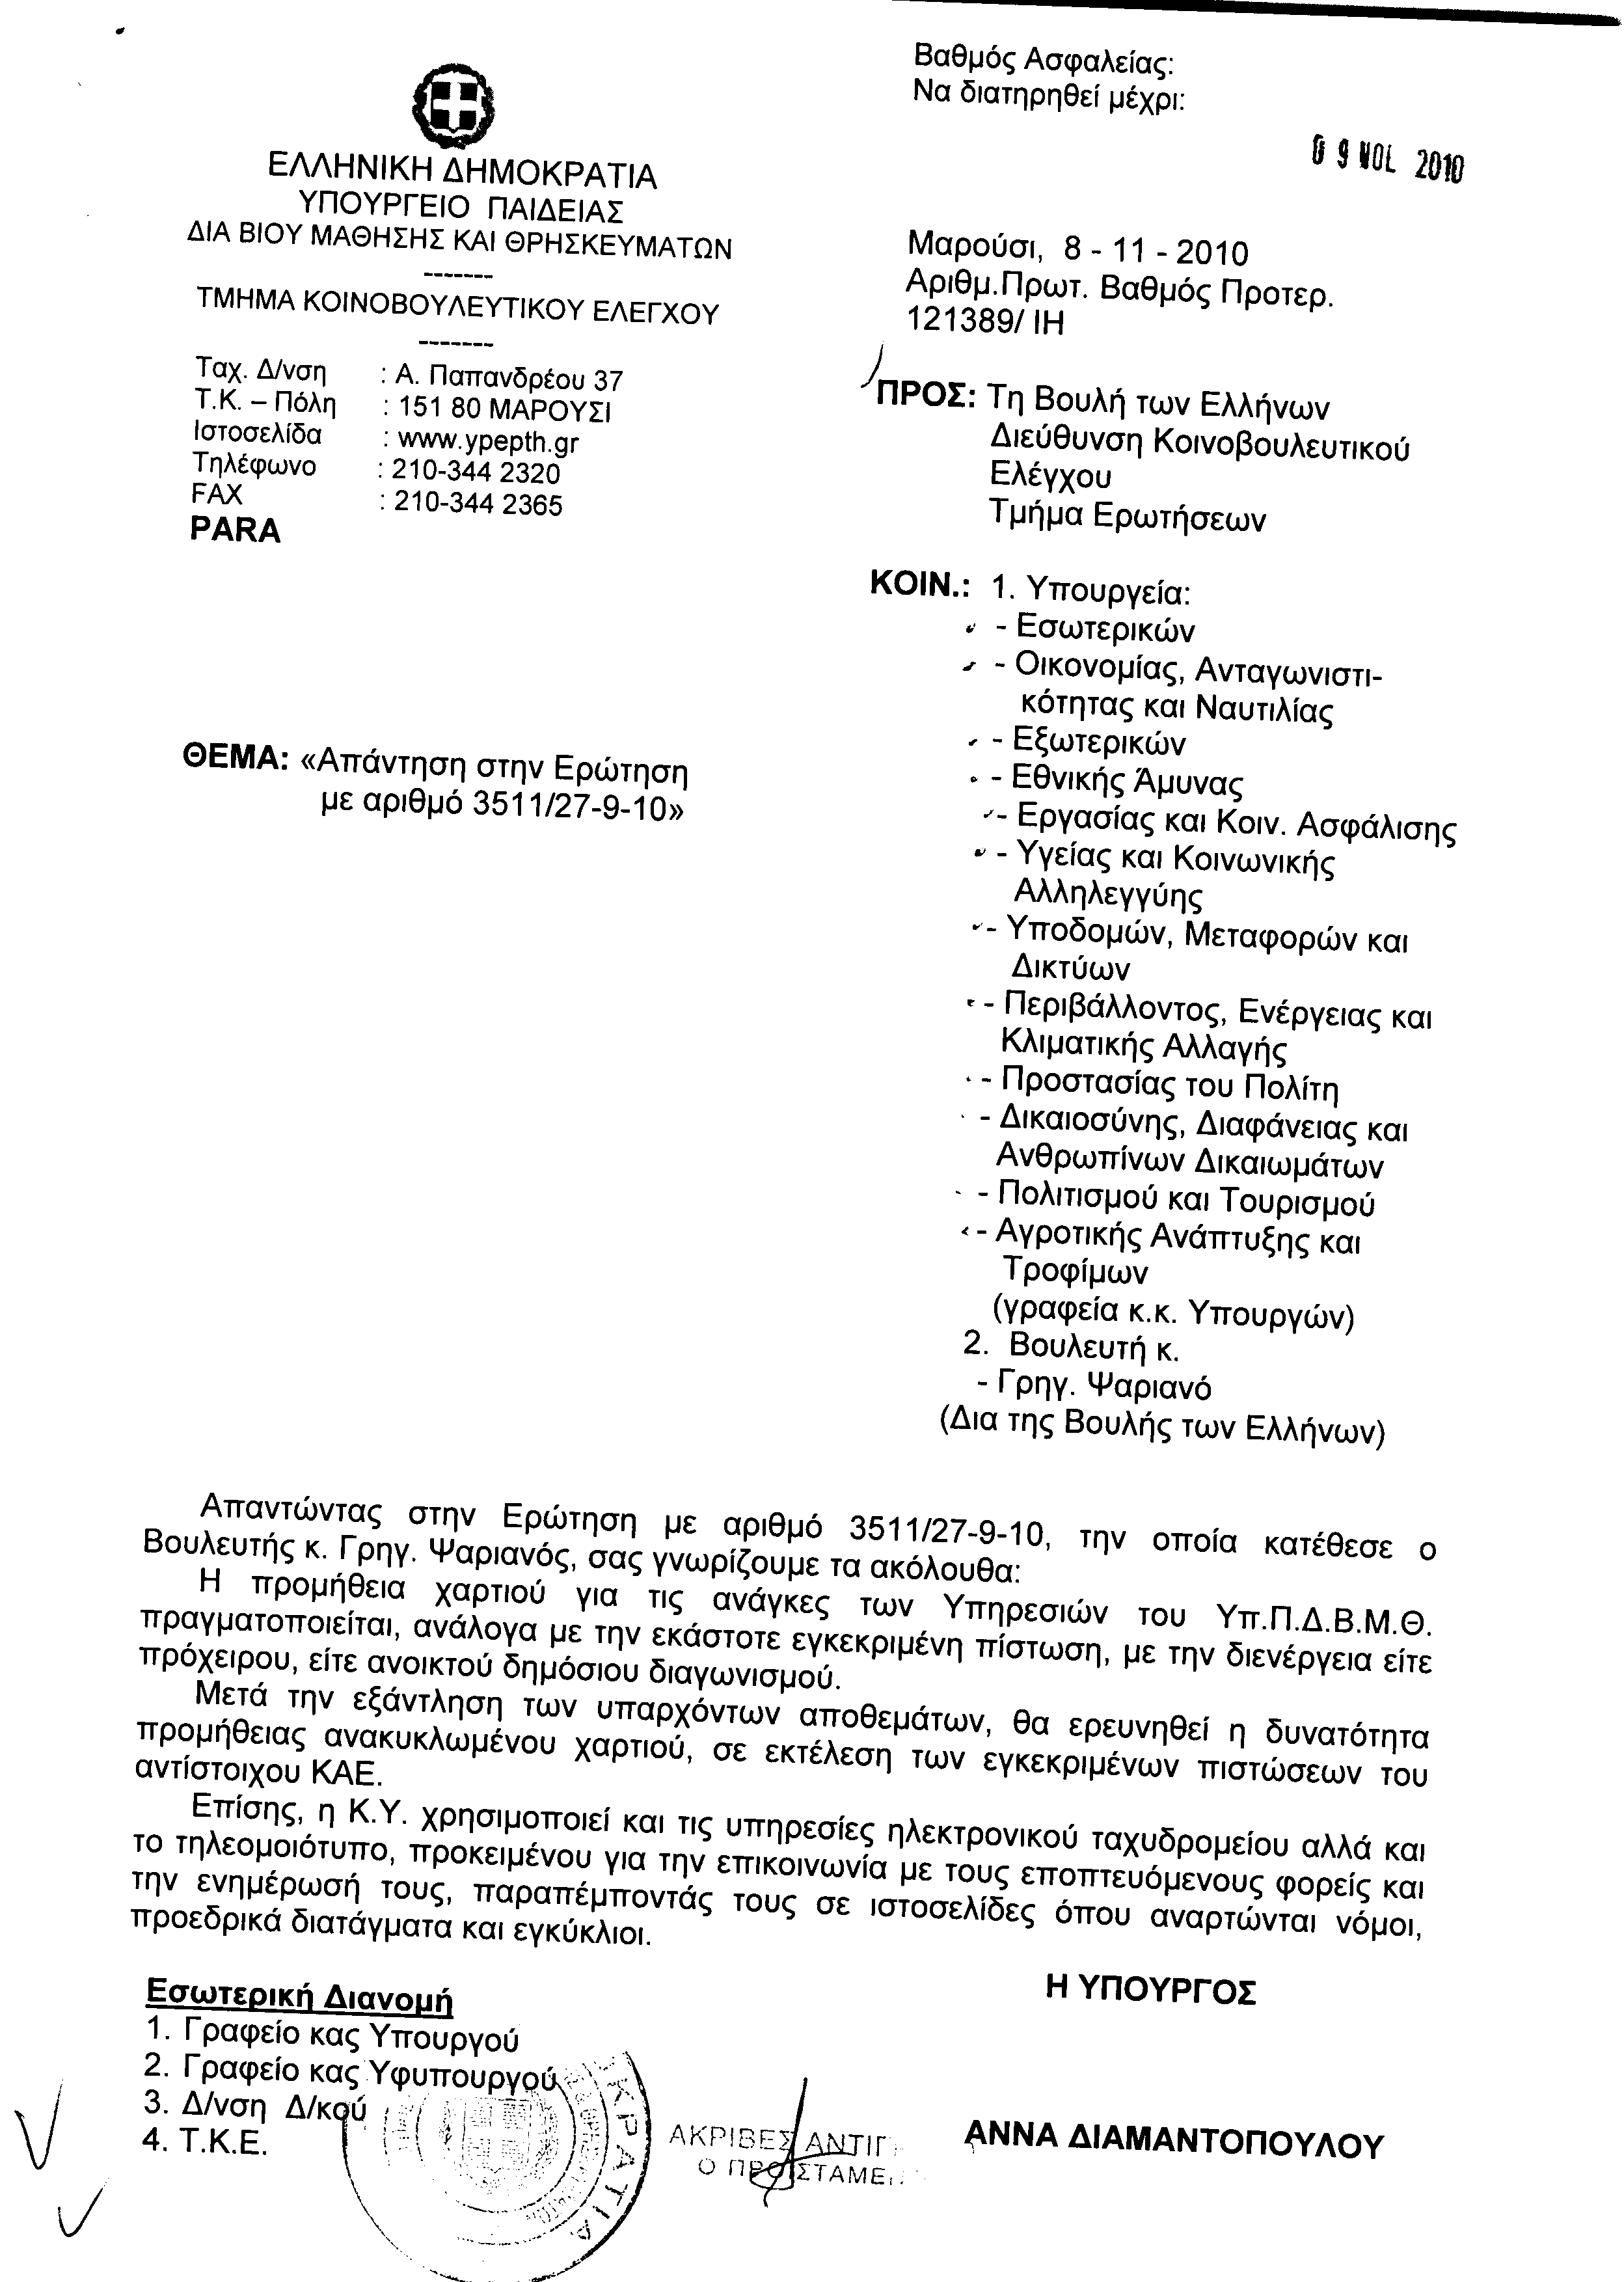 Βαθμός Ασφαλείας:
Να διατηρηθεί μέχρι:
09 ΝΟΕ 2010
ΕΛΛΗΝΙΚΗ ΔΗΜΟΚΡΑΤΙΑ
ΥΠΟΥΡΓΕΙΟ ΠΑΙΔΕΙΑΣ
ΔΙΑ ΒΙΟΥ ΜΑΘΗΣΗΣ ΚΑΙ ΘΡΗΣΚΕΥΜΑΤΩΝ
-------
ΤΜΗΜΑ ΚΟΙΝΟΒΟΥΛΕΥΤΙΚΟΥ ΕΛΕΓΧΟΥ
-------
Ταχ. Δ/νση : Α. Παπανδρέου 37
Τ.Κ. – Πόλη : 151 80 ΜΑΡΟΥΣΙ
Ιστοσελίδα : www.ypepth.gr
Τηλέφωνο : 210-344 2320
FAX : 210-344 2365
PARA
Μαρούσι, 8 - 11 - 2010
Αριθμ.Πρωτ. Βαθμός Προτερ.
121389/ ΙΗ
ΠΡΟΣ: Τη Βουλή των Ελλήνων
Διεύθυνση Κοινοβουλευτικού
Ελέγχου
Τμήμα Ερωτήσεων
ΚΟΙΝ.: 1. Υπουργεία:
- Εσωτερικών
- Οικονομίας, Ανταγωνιστι-
κότητας και Ναυτιλίας
- Εξωτερικών
- Εθνικής Άμυνας
- Εργασίας και Κοιν. Ασφάλισης
- Υγείας και Κοινωνικής
Αλληλεγγύης
- Υποδομών, Μεταφορών και
Δικτύων
- Περιβάλλοντος, Ενέργειας και
Κλιματικής Αλλαγής
- Προστασίας του Πολίτη
- Δικαιοσύνης, Διαφάνειας και
Ανθρωπίνων Δικαιωμάτων
- Πολιτισμού και Τουρισμού
- Αγροτικής Ανάπτυξης και
Τροφίμων
(γραφεία κ.κ. Υπουργών)
2. Βουλευτή κ.
- Γρηγ. Ψαριανό
(Δια της Βουλής των Ελλήνων)
ΘΕΜΑ: «Απάντηση στην Ερώτηση
με αριθμό 3511/27-9-10»
Απαντώντας στην Ερώτηση με αριθμό 3511/27-9-10, την οποία κατέθεσε ο
Βουλευτής κ. Γρηγ. Ψαριανός, σας γνωρίζουμε τα ακόλουθα:
Η προμήθεια χαρτιού για τις ανάγκες των Υπηρεσιών του Υπ.Π.Δ.Β.Μ.Θ.
πραγματοποιείται, ανάλογα με την εκάστοτε εγκεκριμένη πίστωση, με την διενέργεια είτε
πρόχειρου, είτε ανοικτού δημόσιου διαγωνισμού.
Μετά την εξάντληση των υπαρχόντων αποθεμάτων, θα ερευνηθεί η δυνατότητα
προμήθειας ανακυκλωμένου χαρτιού, σε εκτέλεση των εγκεκριμένων πιστώσεων του
αντίστοιχου ΚΑΕ.
Επίσης, η Κ.Υ. χρησιμοποιεί και τις υπηρεσίες ηλεκτρονικού ταχυδρομείου αλλά και
το τηλεομοιότυπο, προκειμένου για την επικοινωνία με τους εποπτευόμενους φορείς και
την ενημέρωσή τους, παραπέμποντάς τους σε ιστοσελίδες όπου αναρτώνται νόμοι,
προεδρικά διατάγματα και εγκύκλιοι.
Εσωτερική Διανομή
1. Γραφείο κας Υπουργού
2. Γραφείο κας Υφυπουργού
3. Δ/νση Δ/κού
4. Τ.Κ.Ε.
Η ΥΠΟΥΡΓΟΣ
ΑΝΝΑ ΔΙΑΜΑΝΤΟΠΟΥΛΟΥ
ΑΚΡΙΒΕΣ ΑΝΤΙΓ
Ο ΠΡΟΪΣΤΑΜΕ
ΚΡΑΤΙΑ